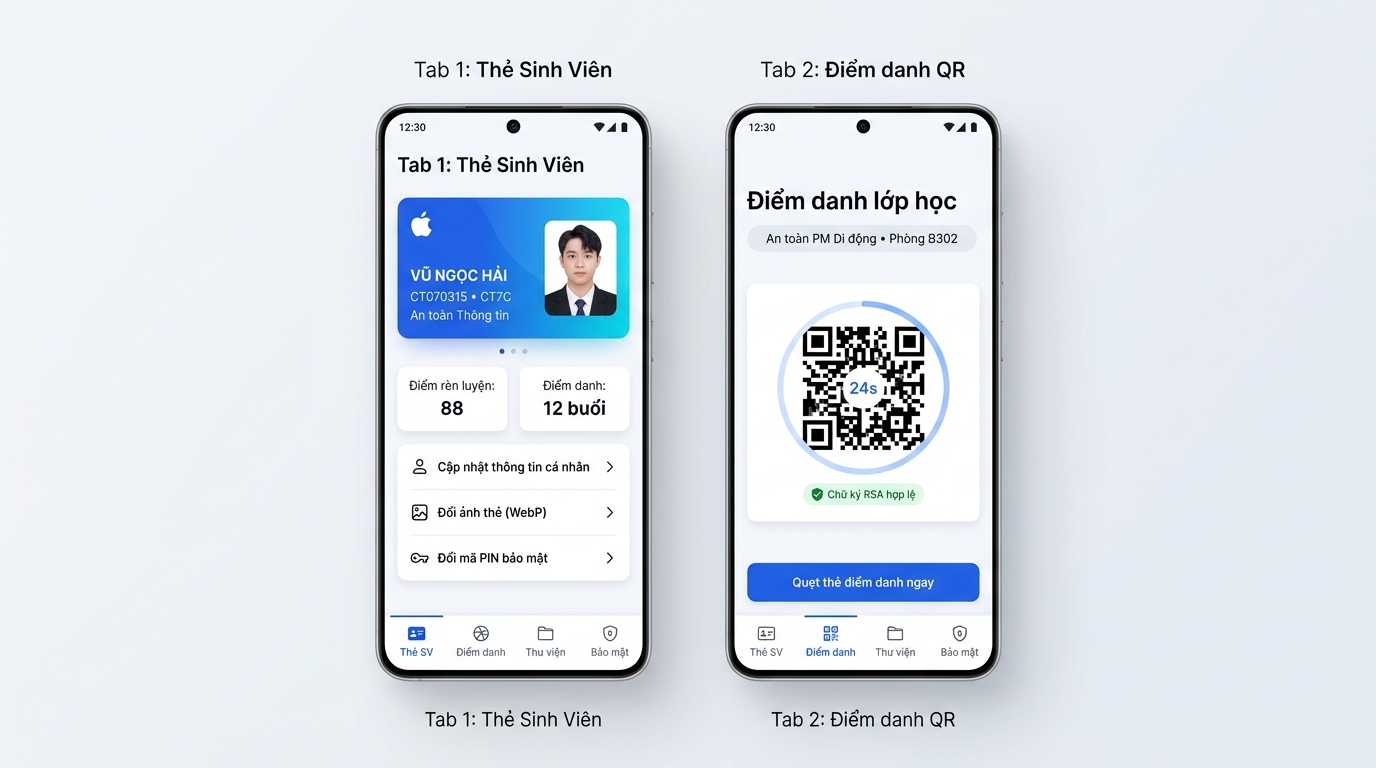 Tab 1: Thẻ Sinh Viên
12:30
Tab 1: Thẻ Sinh Viên
VŨ NGỌC HẢI
CT070315 • CT7C
An toàn Thông tin
Điểm rèn luyện:
88
Điểm danh:
12 buổi
Cập nhật thông tin cá nhân
Đổi ảnh thẻ (WebP)
Đổi mã PIN bảo mật
Thẻ SV
Điểm danh
Thư viện
Bảo mật
Tab 1: Thẻ Sinh Viên
Tab 2: Điểm danh QR
12:30
Điểm danh lớp học
An toàn PM Di động • Phòng B302
24s
Chữ ký RSA hợp lệ
Quẹt thẻ điểm danh ngay
Thẻ SV
Điểm danh
Thư viện
Bảo mật
Tab 2: Điểm danh QR